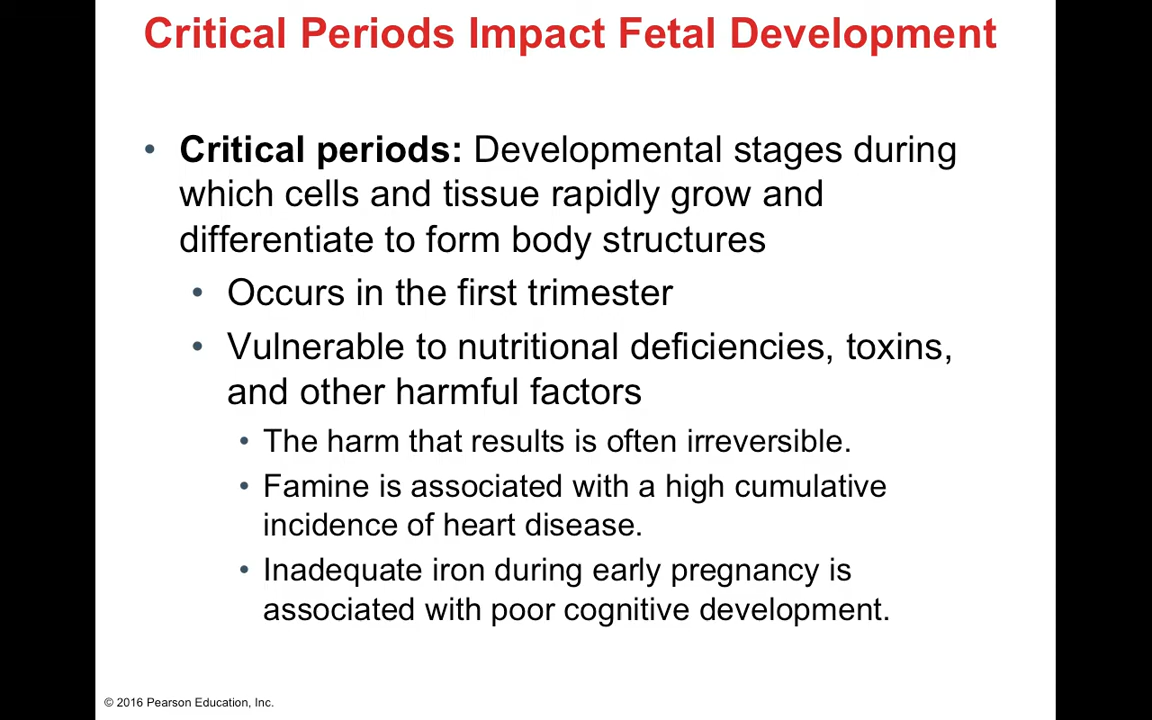 Critical Periods Impact Fetal Development
• Critical periods: Developmental stages during
which cells and tissue rapidly grow and
differentiate to form body structures
• Occurs in the first trimester
• Vulnerable to nutritional deficiencies, toxins,
and other harmful factors
• The harm that results is often irreversible.
• Famine is associated with a high cumulative
incidence of heart disease.
• Inadequate iron during early pregnancy is
associated with poor cognitive development.
© 2016 Pearson Education, Inc.